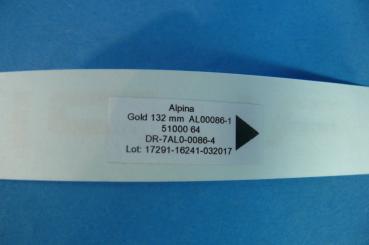 Alpina
Gold 132 mm AL00086-1
51000 64
DR-7AL0-0086-4
Lot: 17291-16241-032017